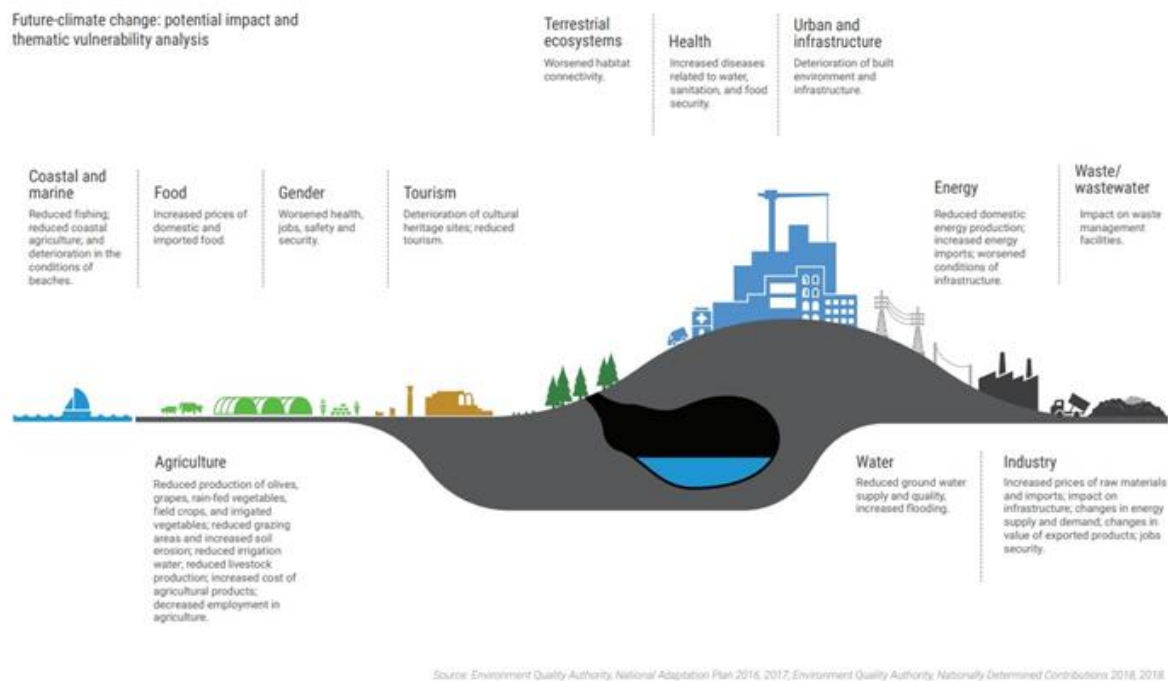 Future-climate change: potential impact and
thematic vulnerability analysis
Terrestrial
ecosystems
Worsened habitat
connectivity.
Health
Increased diseases
related to water,
sanitation, and food
security.
Urban and
infrastructure
Deterioration of built
environment and
infrastructure.
Coastal and
marine
Reduced fishing;
reduced coastal
agriculture; and
deterioration in the
conditions of
beaches.
Food
Increased prices of
domestic and
imported food.
Gender
Worsened health,
jobs, safety and
security.
Tourism
Deterioration of cultural
heritage sites; reduced
tourism.
Energy
Reduced domestic
energy production;
increased energy
imports; worsened
conditions of
infrastructure.
Waste/
wastewater
Impact on waste
management
facilities.
Agriculture
Reduced production of olives,
grapes, rain-fed vegetables,
field crops, and irrigated
vegetables; reduced grazing
areas and increased soil
erosion; reduced irrigation
water; reduced livestock
production; increased cost of
agricultural products;
decreased employment in
agriculture.
Water
Reduced ground water
supply and quality,
increased flooding.
Industry
Increased prices of raw materials
and imports; impact on
infrastructure; changes in energy
supply and demand; changes in
value of exported products; jobs
security.
Source: Environment Quality Authority, National Adaptation Plan 2016, 2017, Environment Quality Authority, Nationally Determined Contributions 2018, 2018